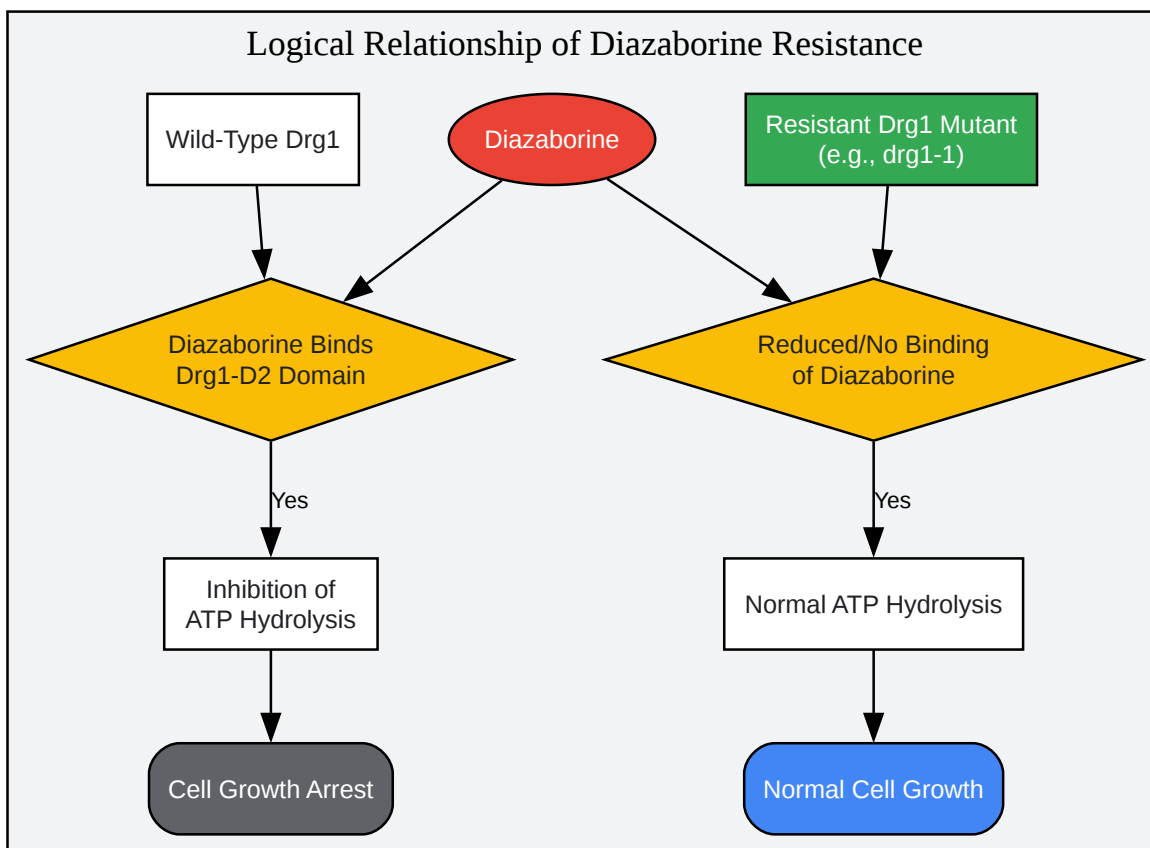 Logical Relationship of Diazaborine Resistance
Wild-Type Drg1
Diazaborine
Resistant Drg1 Mutant
(e.g., drg1-1)
Diazaborine Binds
Drg1-D2 Domain
Reduced/No Binding
of Diazaborine
Yes
Yes
Inhibition of
ATP Hydrolysis
Normal ATP Hydrolysis
Cell Growth Arrest
Normal Cell Growth